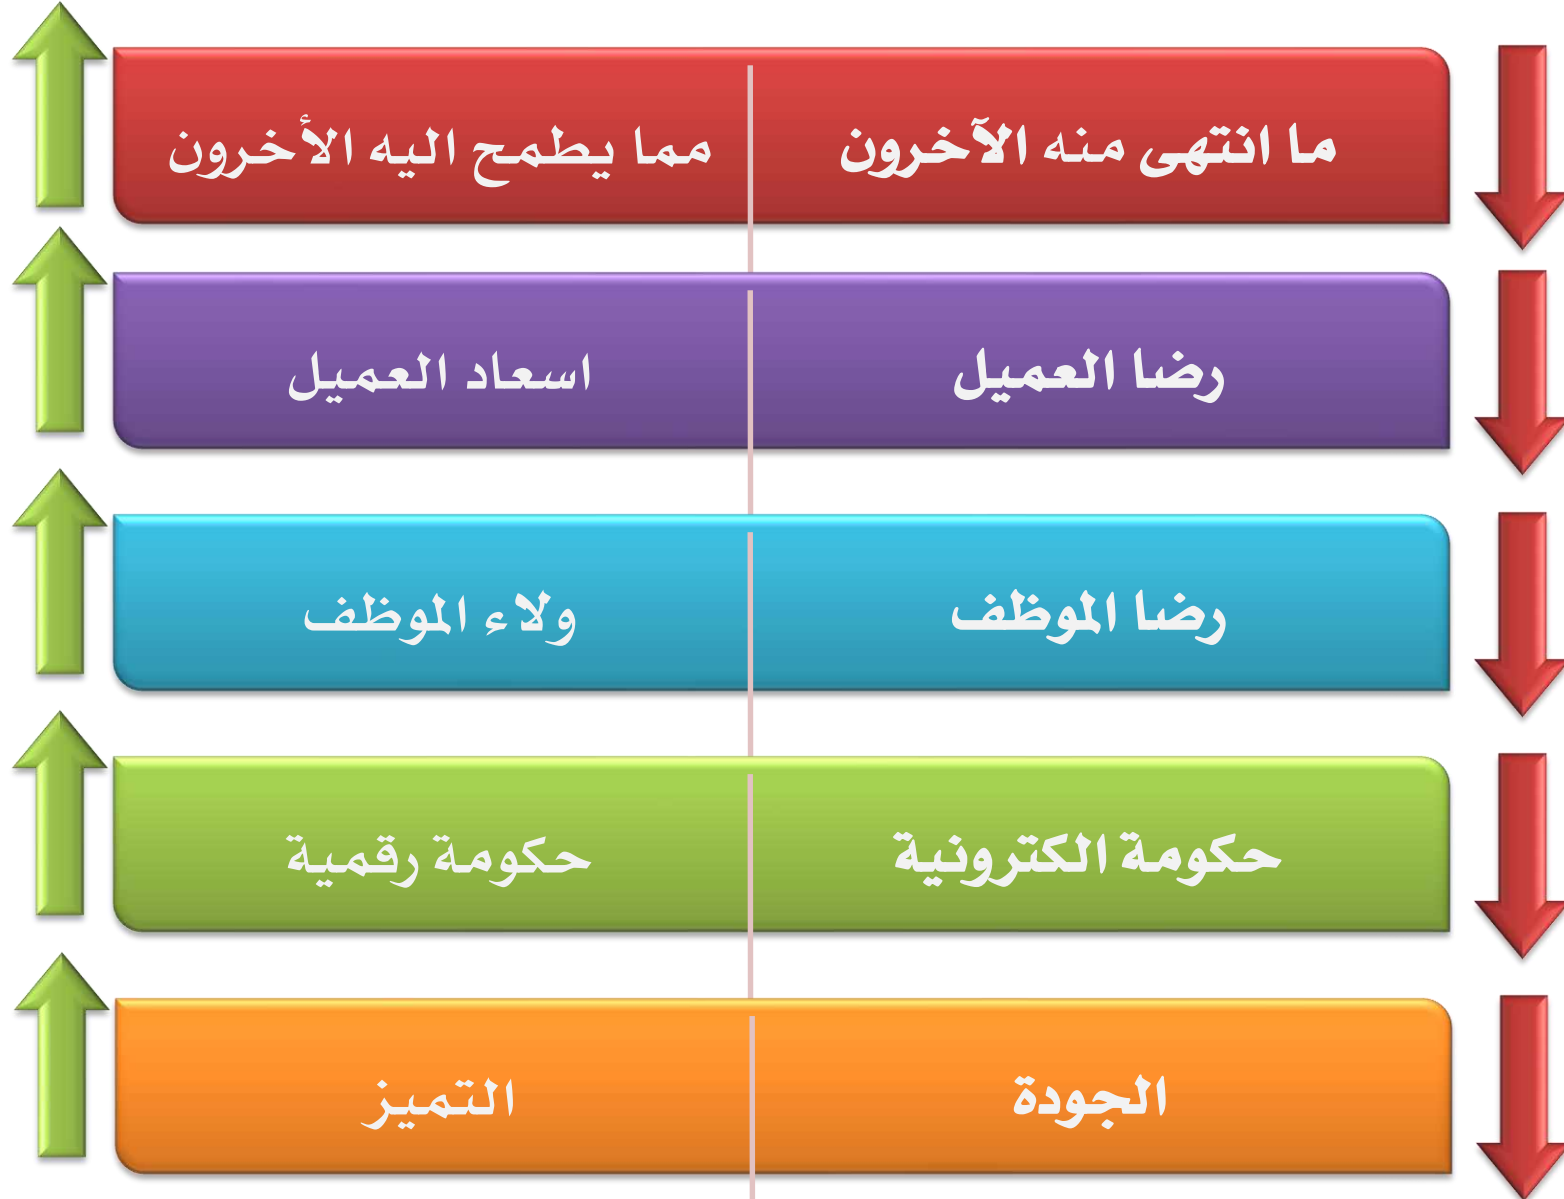 ما انتهى منه الآخرون
مما يطمح اليه الأخرون
رضا العميل
اسعاد العميل
رضا الموظف
ولاء الموظف
حكومة الكترونية
حكومة رقمية
الجودة
التميز